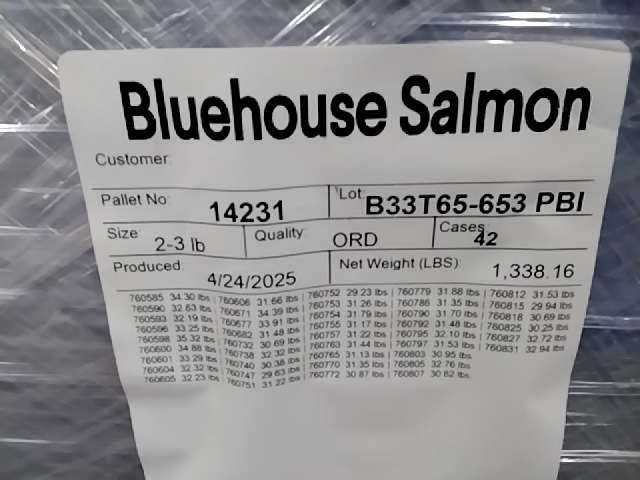 Bluehouse Salmon
Customer:
Pallet No: 14231 Lot: B33T65-653 PBI
Size: 2-3 lb Quality: ORD Cases 42
Produced: 4/24/2025 Net Weight (LBS): 1,338.16
760585 34.30 lbs | 760606 31.66 lbs | 760752 29.23 lbs | 760779 31.88 lbs | 760812 31.53 lbs
760590 32.63 lbs | 760671 34.39 lbs | 760753 31.26 lbs | 760786 31.35 lbs | 760815 29.94 lbs
760593 32.19 lbs | 760677 33.91 lbs | 760754 31.79 lbs | 760790 31.70 lbs | 760818 30.69 lbs
760596 33.25 lbs | 760682 31.48 lbs | 760755 31.17 lbs | 760792 31.48 lbs | 760825 30.25 lbs
760598 35.32 lbs | 760732 30.69 lbs | 760757 31.22 lbs | 760795 32.10 lbs | 760827 32.72 lbs
760600 34.88 lbs | 760738 32.32 lbs | 760763 31.44 lbs | 760797 31.53 lbs | 760831 32.94 lbs
760601 33.29 lbs | 760740 30.38 lbs | 760765 31.13 lbs | 760803 30.95 lbs
760604 32.32 lbs | 760747 29.63 lbs | 760770 31.35 lbs | 760805 32.76 lbs
760605 32.23 lbs | 760751 31.22 lbs | 760772 30.87 lbs | 760807 30.82 lbs